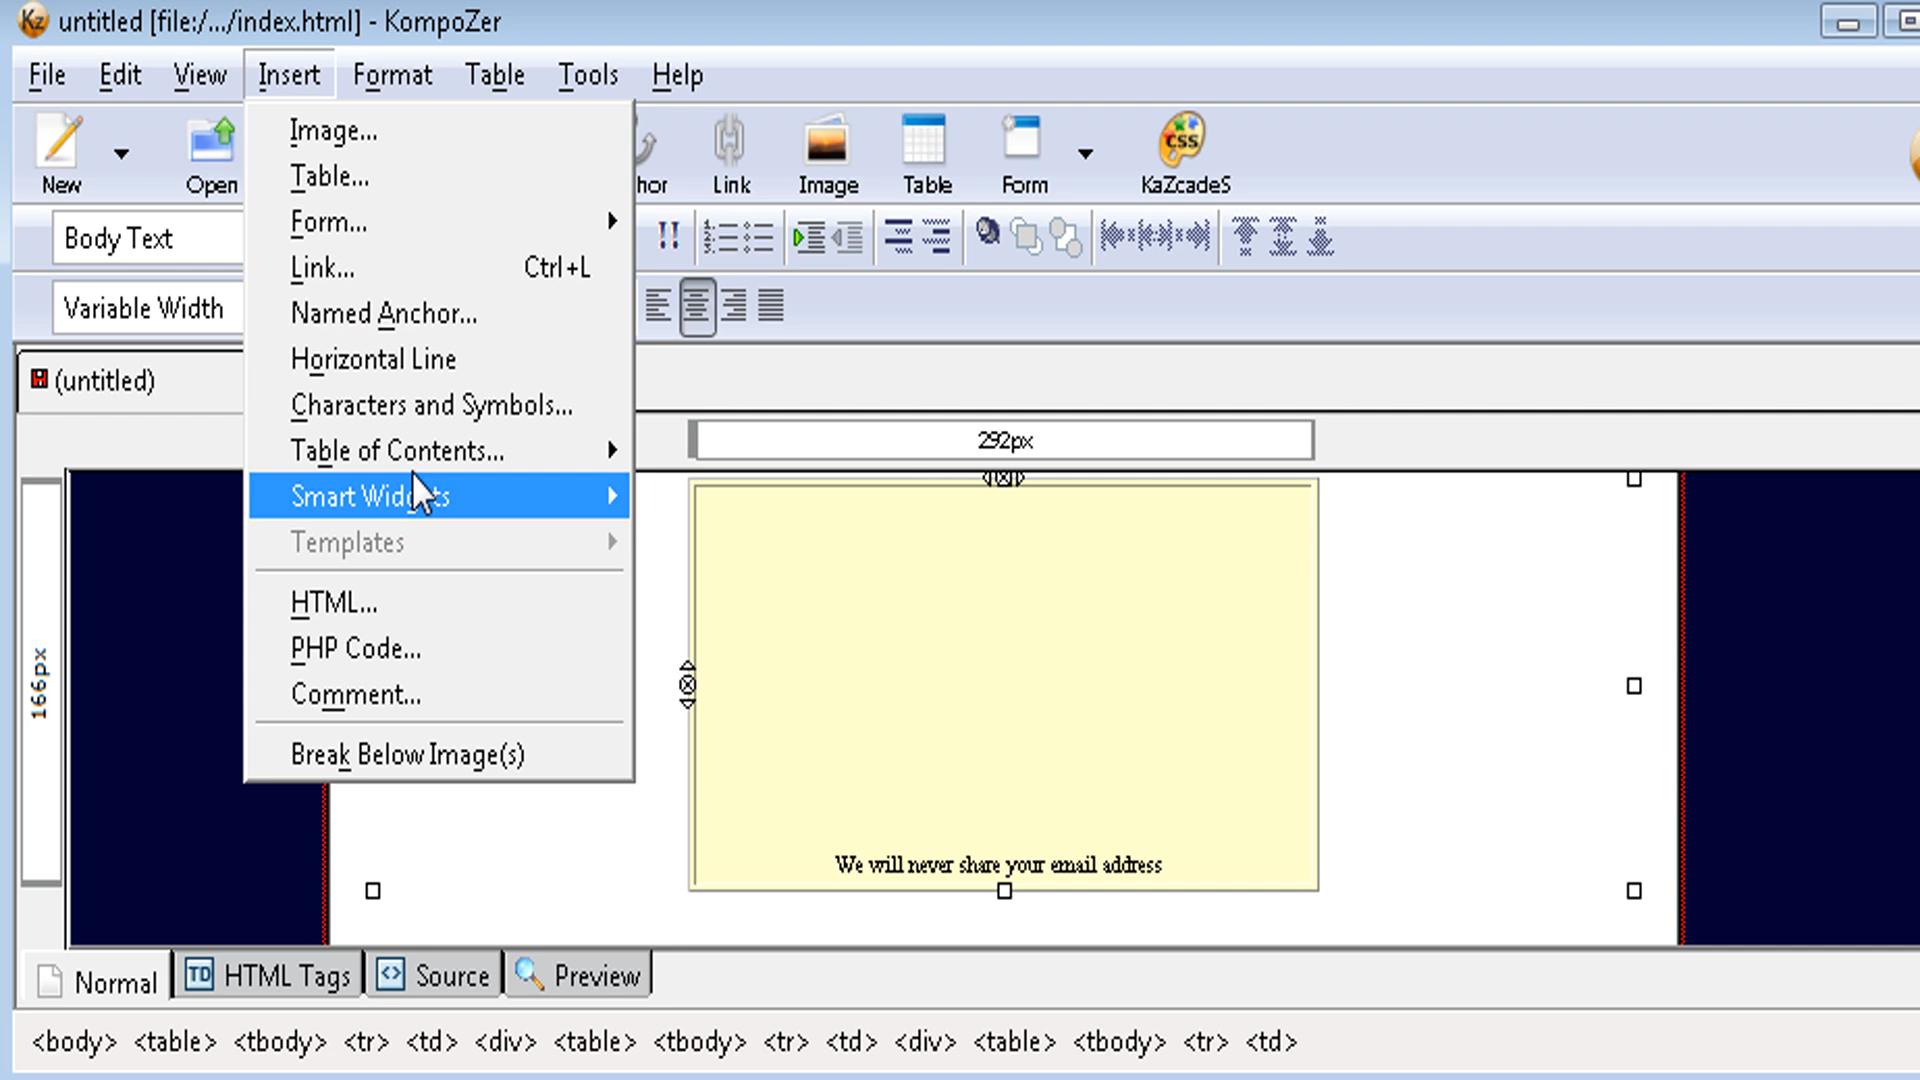 untitled [file:/.../index.html] - KompoZer
File Edit View Insert Format Table Tools Help
New Open hor Link Image Table Form CSS KaZcadeS
Image...
Table...
Form...
Link... Ctrl+L
Named Anchor...
Horizontal Line
Characters and Symbols...
Table of Contents...
Smart Widgets
Templates
HTML...
PHP Code...
Comment...
Break Below Image(s)
Body Text
Variable Width
(untitled)
292px
166px
We will never share your email address
Normal TD HTML Tags Source Preview
<body> <table> <tbody> <tr> <td> <div> <table> <tbody> <tr> <td> <div> <table> <tbody> <tr> <td>